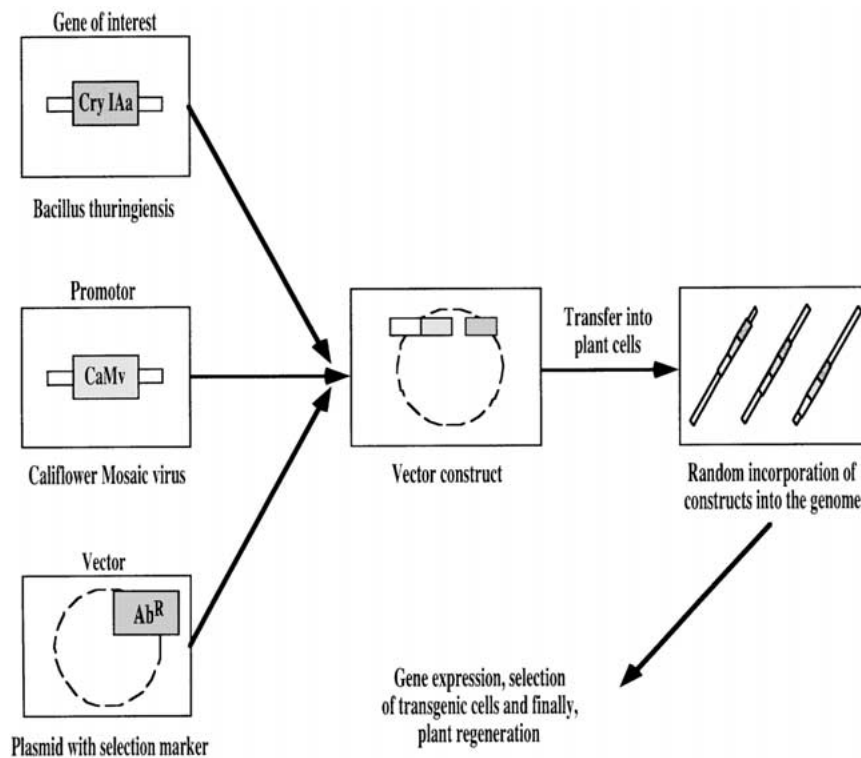 Gene of interest
Cry IAa
Bacillus thuringiensis
Promotor
CaMv
Califlower Mosaic virus
Vector
Ab^R
Plasmid with selection marker
Vector construct
Transfer into
plant cells
Random incorporation of
constructs into the genome
Gene expression, selection
of transgenic cells and finally,
plant regeneration